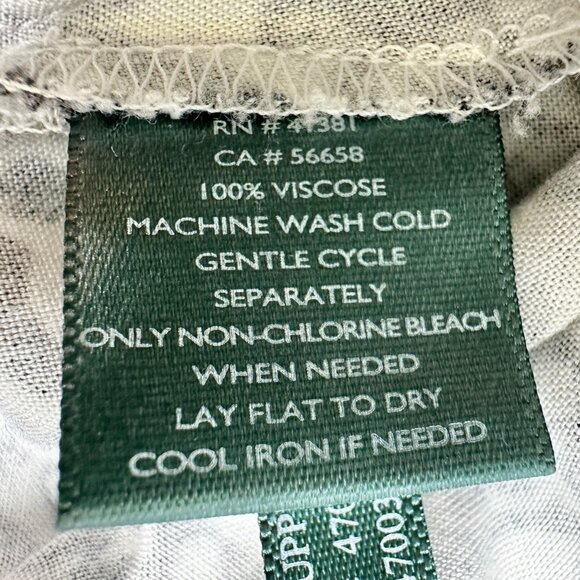 RN # 41381
CA # 56658
100% VISCOSE
MACHINE WASH COLD
GENTLE CYCLE
SEPARATELY
ONLY NON-CHLORINE BLEACH
WHEN NEEDED
LAY FLAT TO DRY
COOL IRON IF NEEDED